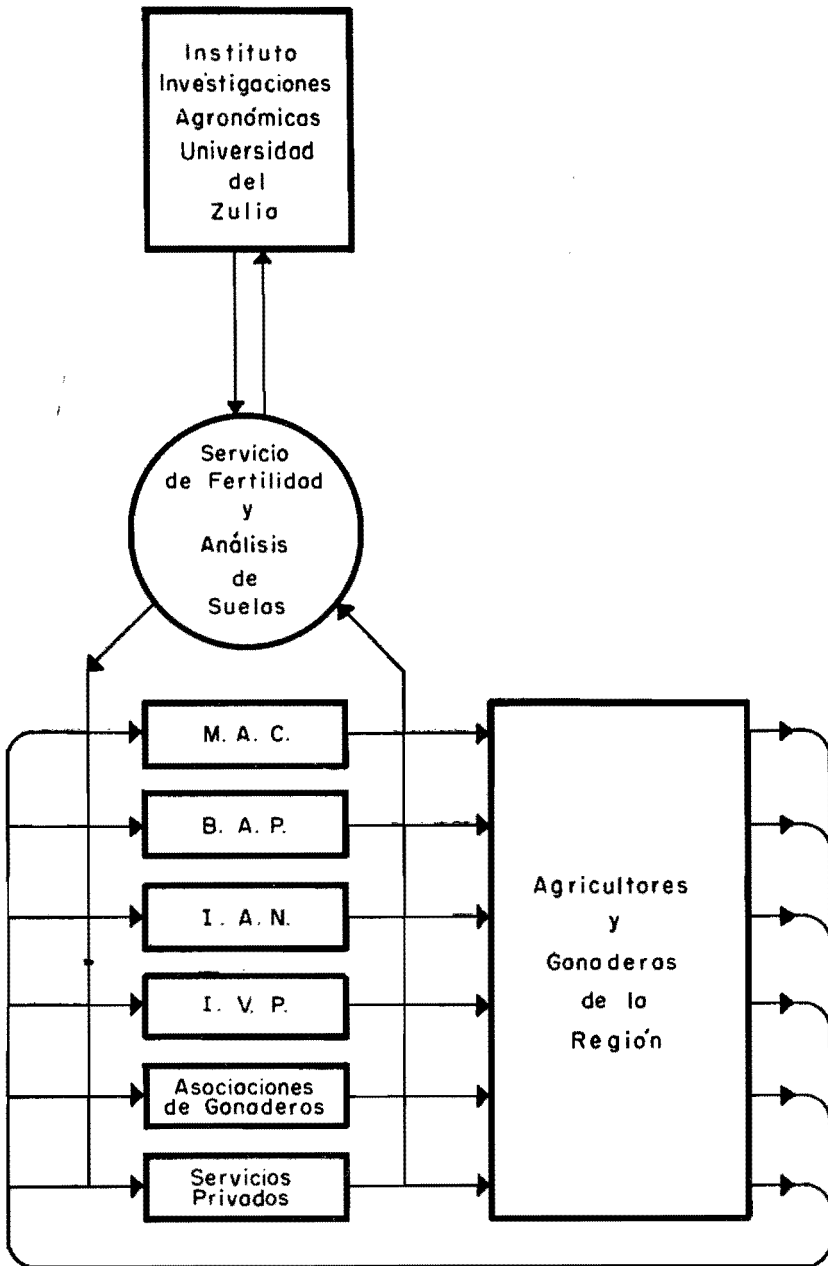 Instituto
Investigaciones
Agronómicas
Universidad
del
Zulia
Servicio
de Fertilidad
y
Análisis
de
Suelos
M. A. C.
B. A. P.
I. A. N.
I. V. P.
Asociaciones
de Ganaderos
Servicios
Privados
Agricultores
y
Ganaderas
de la
Región